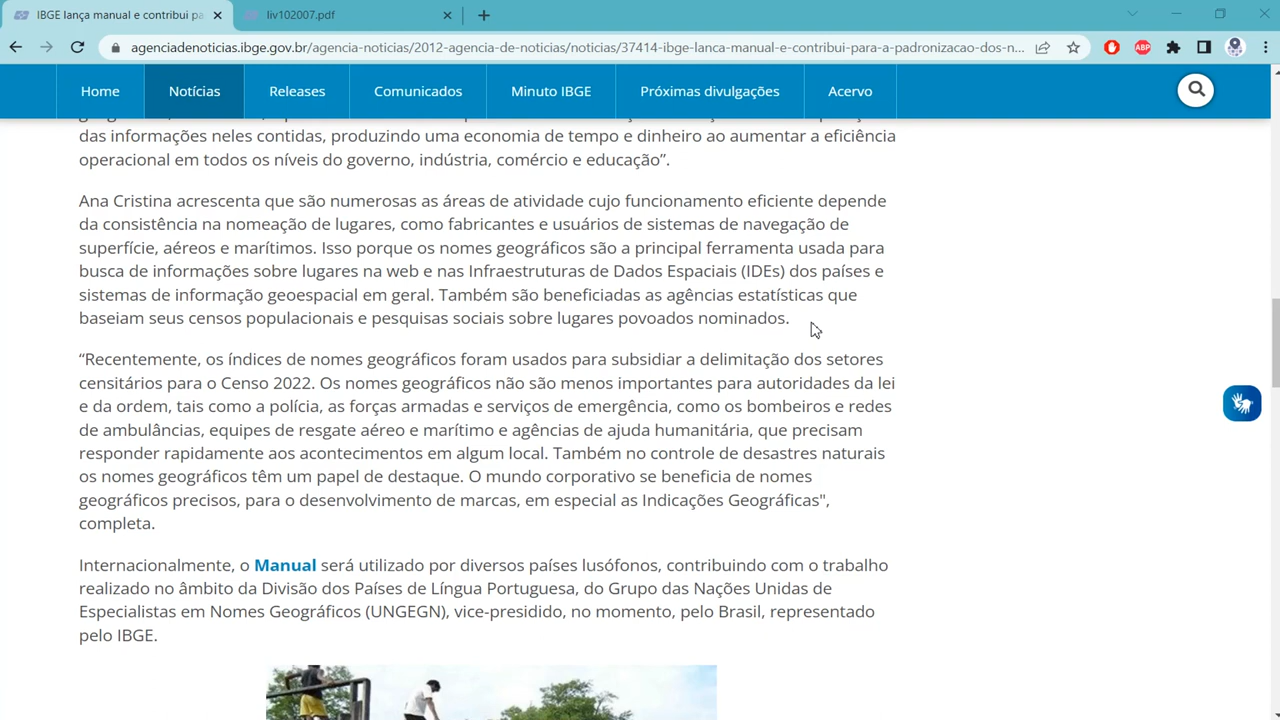 IBGE lança manual e contribui pa
liv102007.pdf
agenciadenoticias.ibge.gov.br/agencia-noticias/2012-agencia-de-noticias/noticias/37414-ibge-lanca-manual-e-contribui-para-a-padronizacao-dos-n...
ABP
Home
Notícias
Releases
Comunicados
Minuto IBGE
Próximas divulgações
Acervo
das informações neles contidas, produzindo uma economia de tempo e dinheiro ao aumentar a eficiência
operacional em todos os níveis do governo, indústria, comércio e educação”.
Ana Cristina acrescenta que são numerosas as áreas de atividade cujo funcionamento eficiente depende
da consistência na nomeação de lugares, como fabricantes e usuários de sistemas de navegação de
superfície, aéreos e marítimos. Isso porque os nomes geográficos são a principal ferramenta usada para
busca de informações sobre lugares na web e nas Infraestruturas de Dados Espaciais (IDEs) dos países e
sistemas de informação geoespacial em geral. Também são beneficiadas as agências estatísticas que
baseiam seus censos populacionais e pesquisas sociais sobre lugares povoados nominados.
“Recentemente, os índices de nomes geográficos foram usados para subsidiar a delimitação dos setores
censitários para o Censo 2022. Os nomes geográficos não são menos importantes para autoridades da lei
e da ordem, tais como a polícia, as forças armadas e serviços de emergência, como os bombeiros e redes
de ambulâncias, equipes de resgate aéreo e marítimo e agências de ajuda humanitária, que precisam
responder rapidamente aos acontecimentos em algum local. Também no controle de desastres naturais
os nomes geográficos têm um papel de destaque. O mundo corporativo se beneficia de nomes
geográficos precisos, para o desenvolvimento de marcas, em especial as Indicações Geográficas",
completa.
Internacionalmente, o Manual será utilizado por diversos países lusófonos, contribuindo com o trabalho
realizado no âmbito da Divisão dos Países de Língua Portuguesa, do Grupo das Nações Unidas de
Especialistas em Nomes Geográficos (UNGEGN), vice-presidido, no momento, pelo Brasil, representado
pelo IBGE.